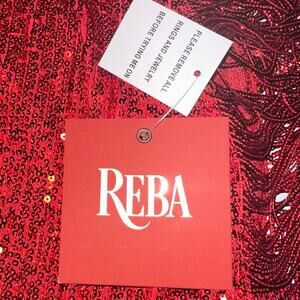 PLEASE REMOVE ALL
RINGS AND JEWELRY
BEFORE TRYING ME ON
REBA